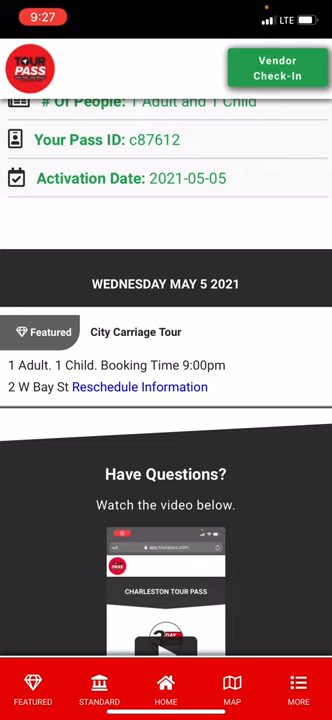 9:27
LTE
TOUR
PASS
Vendor
Check-In
# Of People: 1 Adult and 1 Child
Your Pass ID: c87612
Activation Date: 2021-05-05
WEDNESDAY MAY 5 2021
Featured
City Carriage Tour
1 Adult. 1 Child. Booking Time 9:00pm
2 W Bay St Reschedule Information
Have Questions?
Watch the video below.
AA app.tourpass.com
PASS
CHARLESTON TOUR PASS
DAY
FEATURED
STANDARD
HOME
MAP
MORE